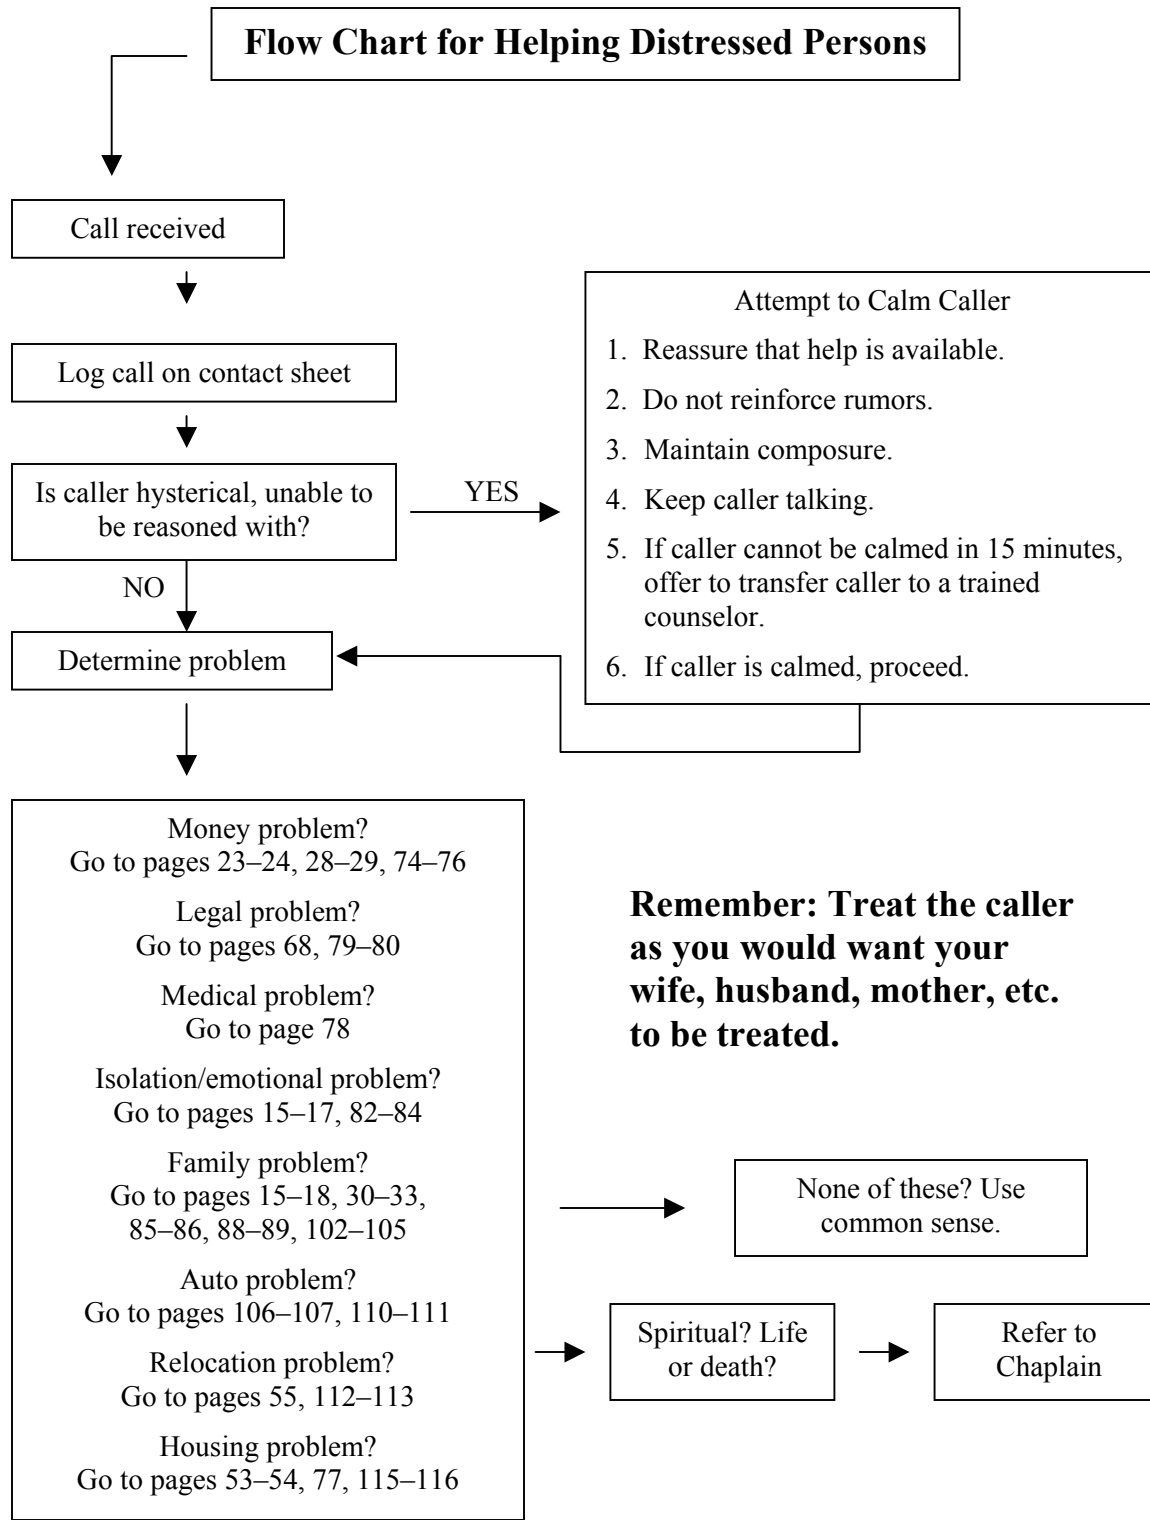 Flow Chart for Helping Distressed Persons
Call received
Log call on contact sheet
Is caller hysterical, unable to
be reasoned with?
YES
NO
Attempt to Calm Caller
1. Reassure that help is available.
2. Do not reinforce rumors.
3. Maintain composure.
4. Keep caller talking.
5. If caller cannot be calmed in 15 minutes,
offer to transfer caller to a trained
counselor.
6. If caller is calmed, proceed.
Determine problem
Money problem?
Go to pages 23–24, 28–29, 74–76
Legal problem?
Go to pages 68, 79–80
Medical problem?
Go to page 78
Isolation/emotional problem?
Go to pages 15–17, 82–84
Family problem?
Go to pages 15–18, 30–33,
85–86, 88–89, 102–105
Auto problem?
Go to pages 106–107, 110–111
Relocation problem?
Go to pages 55, 112–113
Housing problem?
Go to pages 53–54, 77, 115–116
Remember: Treat the caller
as you would want your
wife, husband, mother, etc.
to be treated.
None of these? Use
common sense.
Spiritual? Life
or death?
Refer to
Chaplain